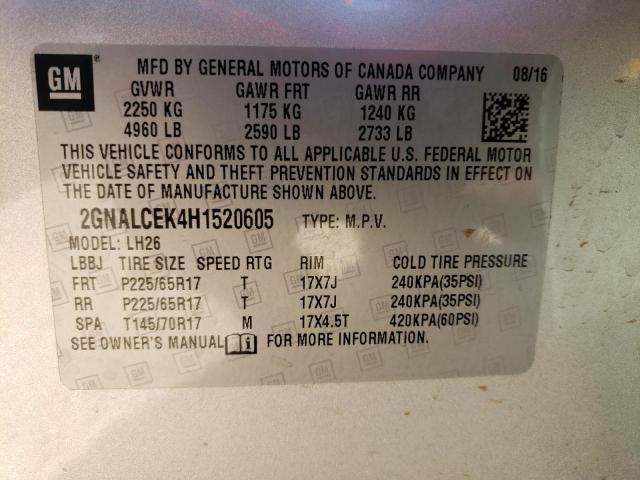 GM ® MFD BY GENERAL MOTORS OF CANADA COMPANY 08/16
GVWR GAWR FRT GAWR RR
2250 KG 1175 KG 1240 KG
4960 LB 2590 LB 2733 LB
THIS VEHICLE CONFORMS TO ALL APPLICABLE U.S. FEDERAL MOTOR
VEHICLE SAFETY AND THEFT PREVENTION STANDARDS IN EFFECT ON
THE DATE OF MANUFACTURE SHOWN ABOVE.
2GNALCEK4H1520605 TYPE: M.P.V.
MODEL: LH26
LBBJ TIRE SIZE SPEED RTG RIM COLD TIRE PRESSURE
FRT P225/65R17 T 17X7J 240KPA(35PSI)
RR P225/65R17 T 17X7J 240KPA(35PSI)
SPA T145/70R17 M 17X4.5T 420KPA(60PSI)
SEE OWNER'S MANUAL FOR MORE INFORMATION.